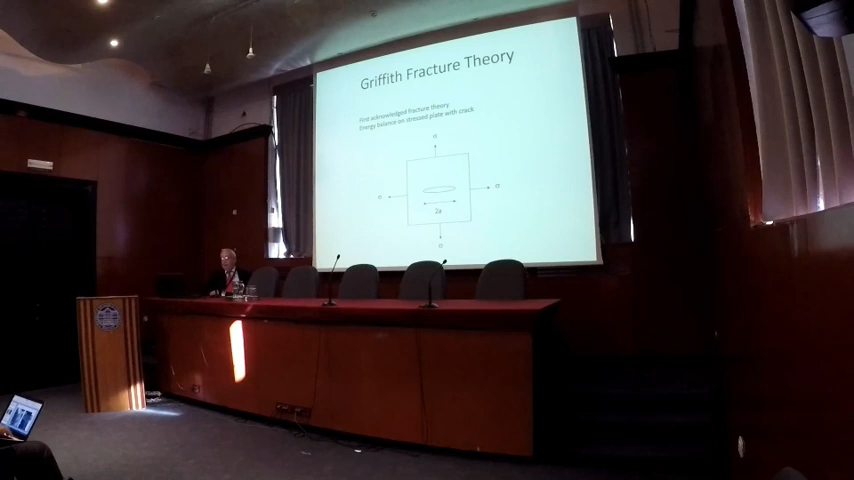 Griffith Fracture Theory
First acknowledged fracture theory
Energy balance on stressed plate with crack
σ
σ
σ
2a
σ